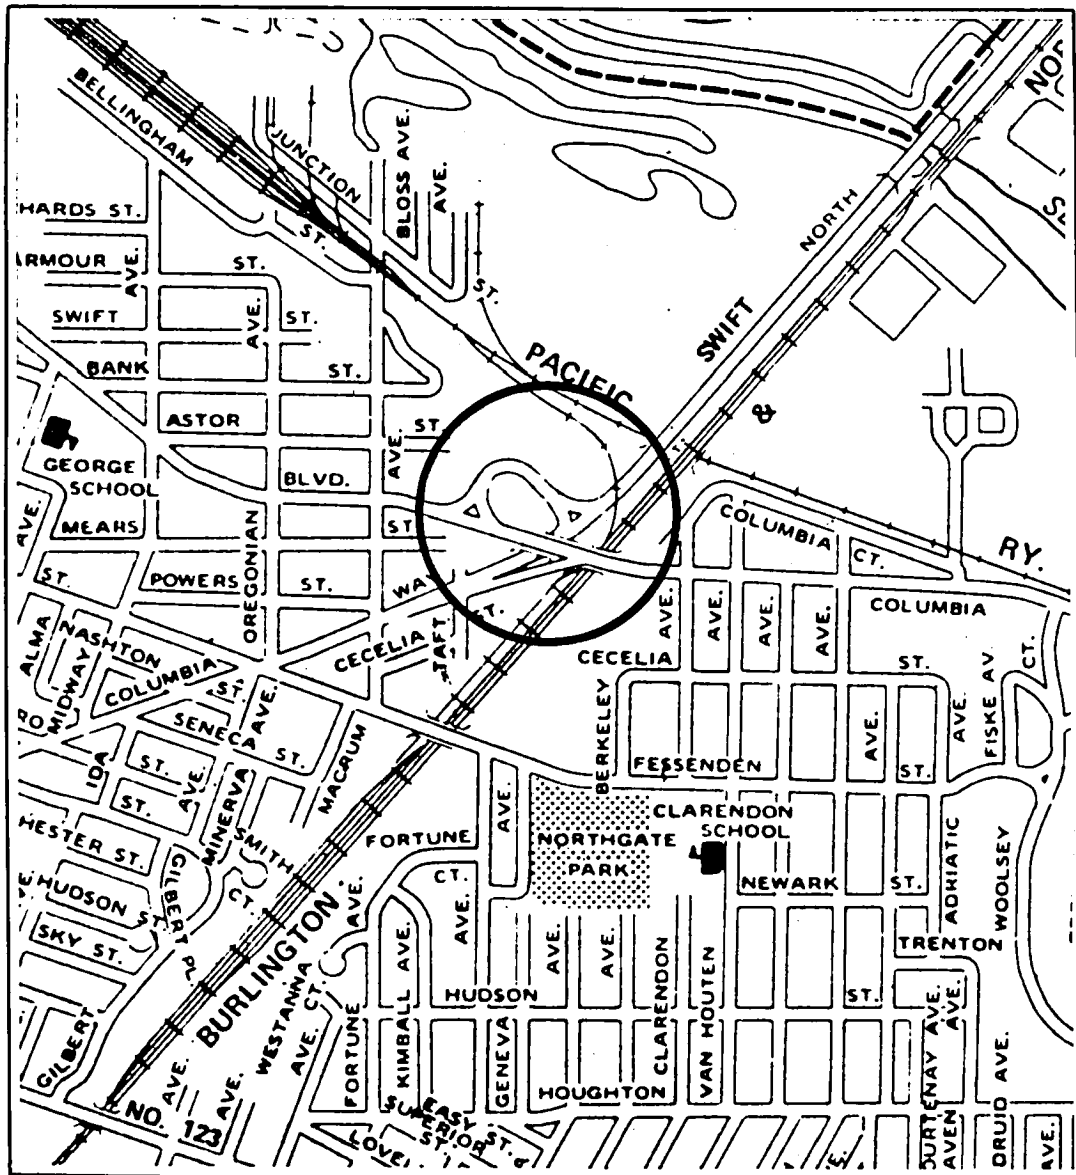 BELLINGHAM
JUNCTION
ST.
BLOSS AVE.
AVE.
ST.
HARDS ST.
ARMOUR
ST.
AVE.
AVE.
SWIFT
ST.
BANK
ST.
ASTOR
ST
AVE.
PACIFIC
SWIFT
NORTH
&
GEORGE
SCHOOL
BLVD.
MEARS
ST
AVE.
ST.
POWERS
ST.
OREGONIAN
WAY
COLUMBIA
CT.
RY.
COLUMBIA
AVE.
AVE.
AVE.
AVE.
ALMA
NASHTON
MIDWAY
COLUMBIA
ST.
CECELIA
TAFT
CECELIA
ST.
CT.
FISKE AV.
AVE.
AVE.
SENECA
ST.
AVE.
IDA
ST.
AVE.
ST.
MINERVA
MACRUM
BERKELEY
FESSENDEN
ST.
HESTER ST.
SMITH
CT.
GILBERT PL.
FORTUNE
CT.
AVE.
AVE.
NORTHGATE
PARK
CLARENDON
SCHOOL
NEWARK
ST.
ADRIATIC
WOOLSEY
HUDSON ST.
SKY ST.
BURLINGTON
AVE.
TRENTON
GILBERT
WESTANNA
CT.
AVE.
FORTUNE
KIMBALL AVE.
AVE.
AVE.
HUDSON
ST.
GENEVA
CLARENDON
VAN HOUTEN
HOUGHTON
AVE.
AVE.
NO. 123
EASY ST.
SUPERIOR
ST.
URTENAY AVE.
AVE.
DRUID AVE.
AVE.